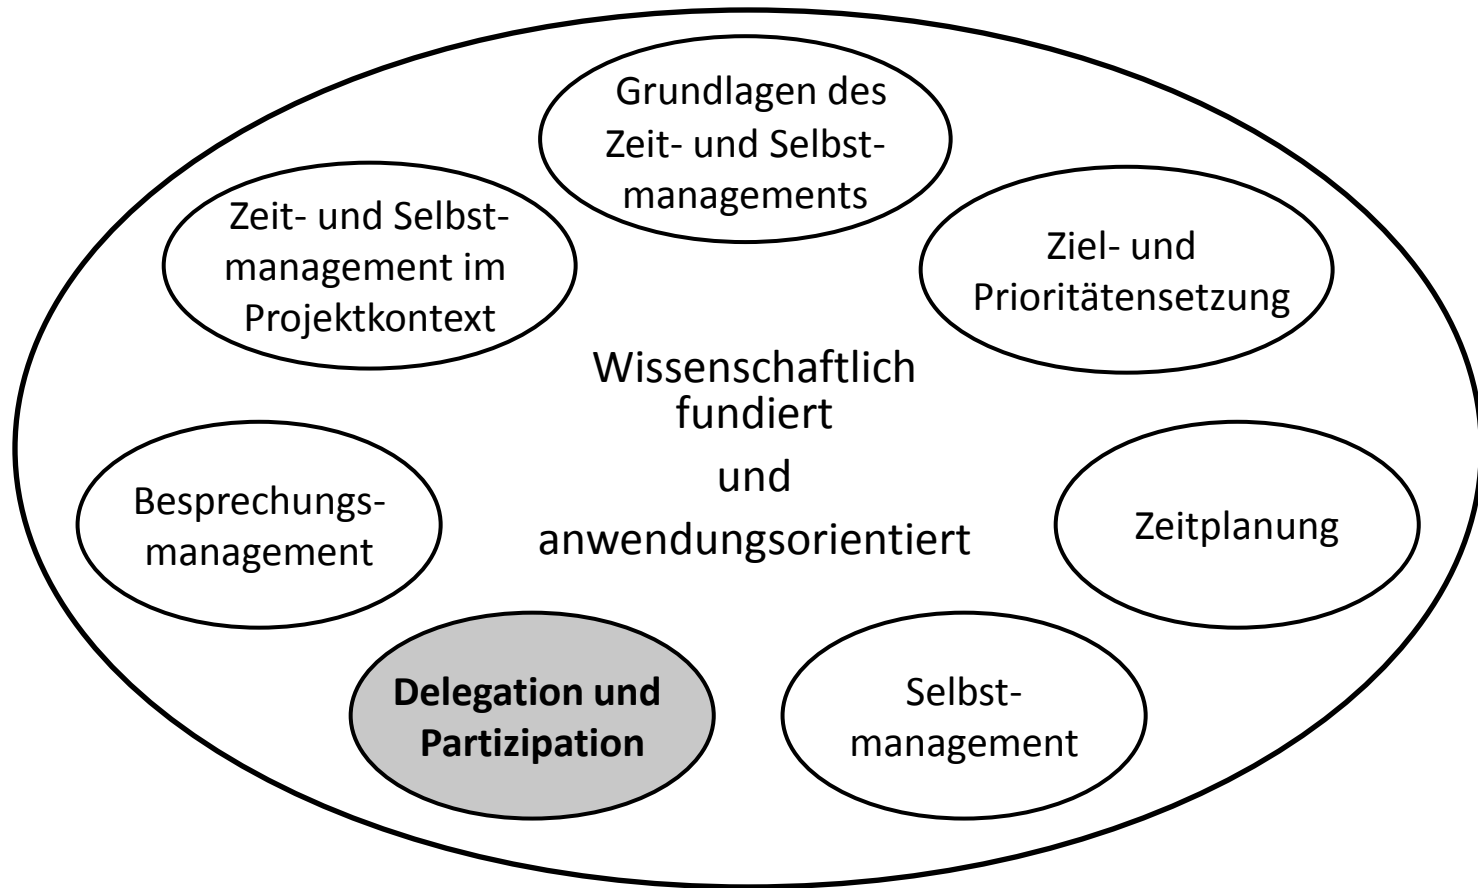 Grundlagen des
Zeit- und Selbst-
managements
Zeit- und Selbst-
management im
Projektkontext
Ziel- und
Prioritätensetzung
Wissenschaftlich
fundiert
und
anwendungsorientiert
Besprechungs-
management
Zeitplanung
Delegation und
Partizipation
Selbst-
management